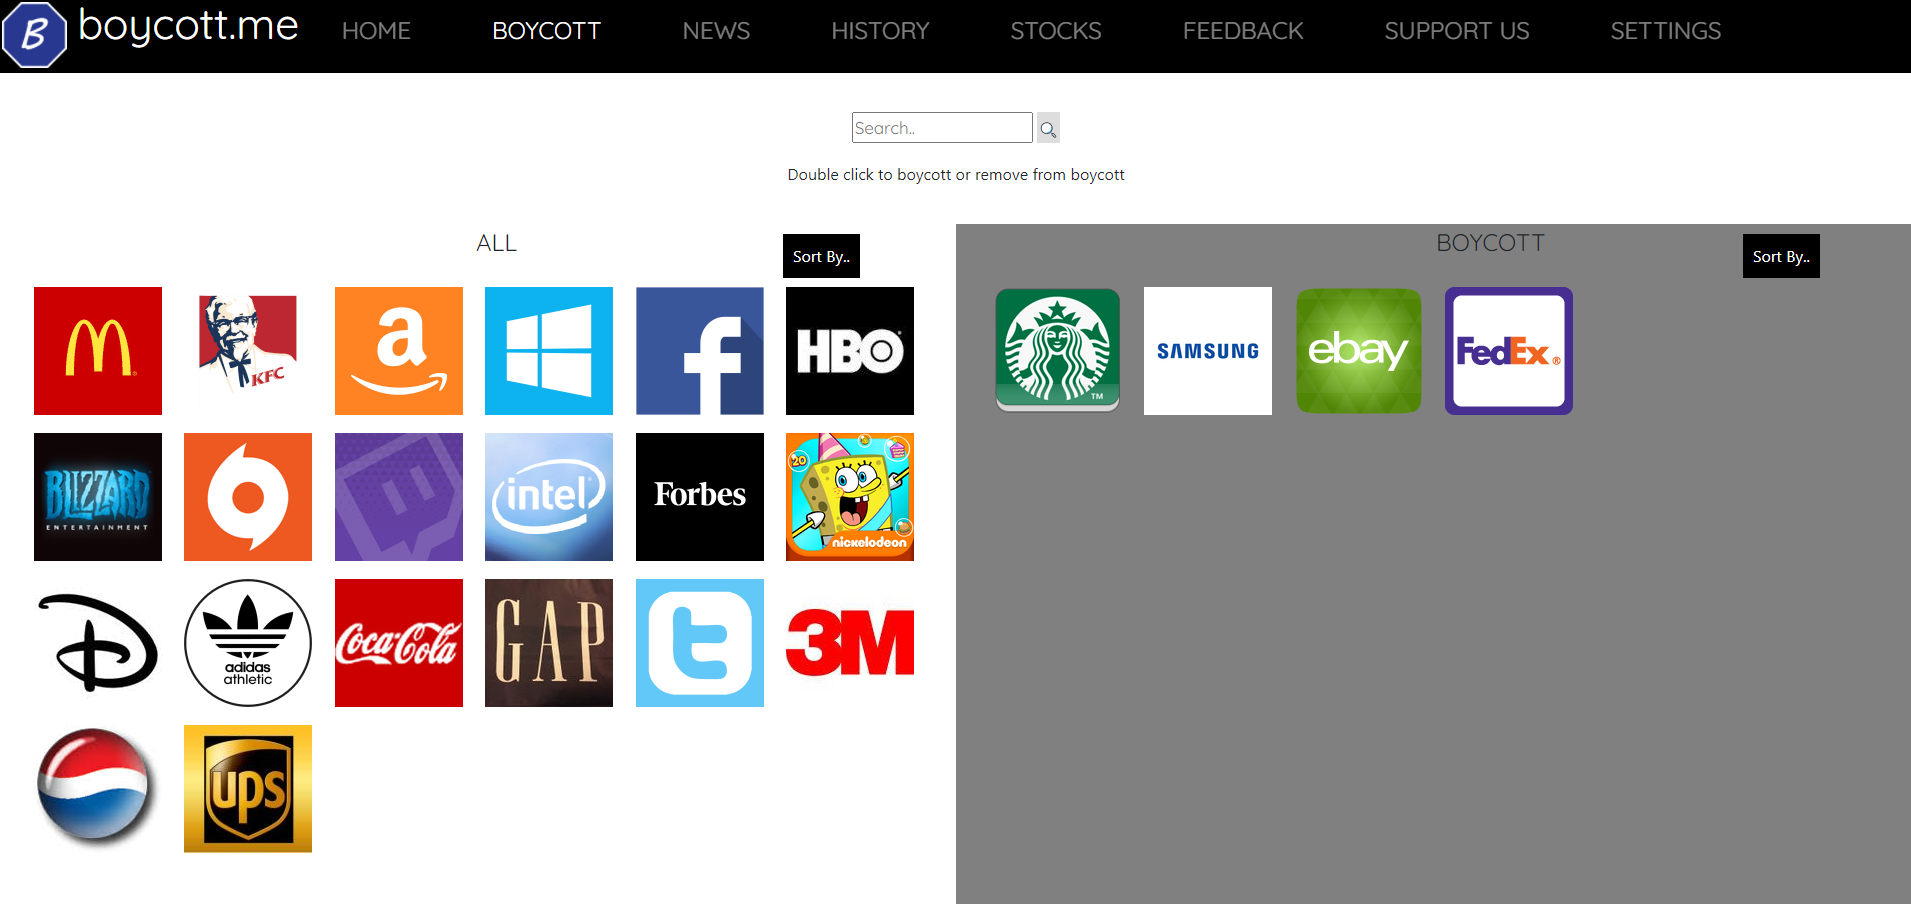 B boycott.me HOME BOYCOTT NEWS HISTORY STOCKS FEEDBACK SUPPORT US SETTINGS
Search..
Double click to boycott or remove from boycott
ALL
Sort By..
BOYCOTT
Sort By..
M
KFC
a
f
HBO®
BLIZZARD
ENTERTAINMENT
intel
Forbes
20
nickelodeon
D
adidas
athletic
Coca-Cola
GAP
t
3M
ups
TM
SAMSUNG
ebay
FedEx®